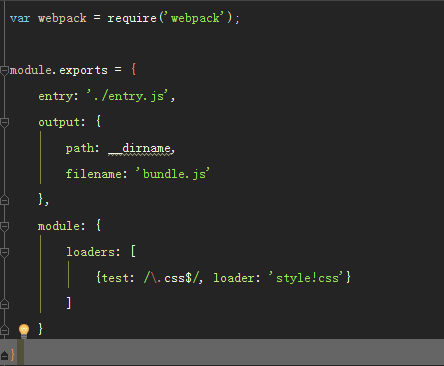 var webpack = require('webpack');
module.exports = {
entry: './entry.js',
output: {
path: __dirname,
filename: 'bundle.js'
},
module: {
loaders: [
{test: /\.css$/, loader: 'style!css'}
]
}
}